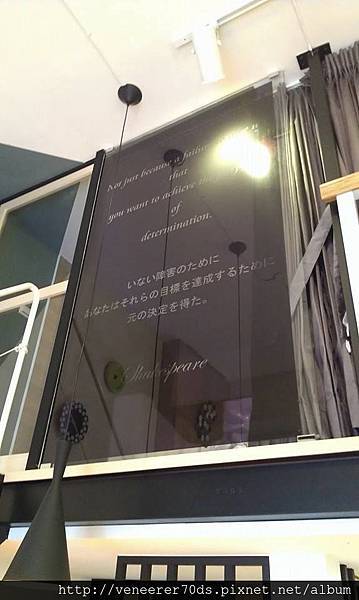 Not just because a failure
that
you want to achieve
of
determination.
いない障害のために
あなたはそれらの目標を達成するために
元の決定を得た。
Shakespeare
http://veneerer70ds.pixnet.net/album